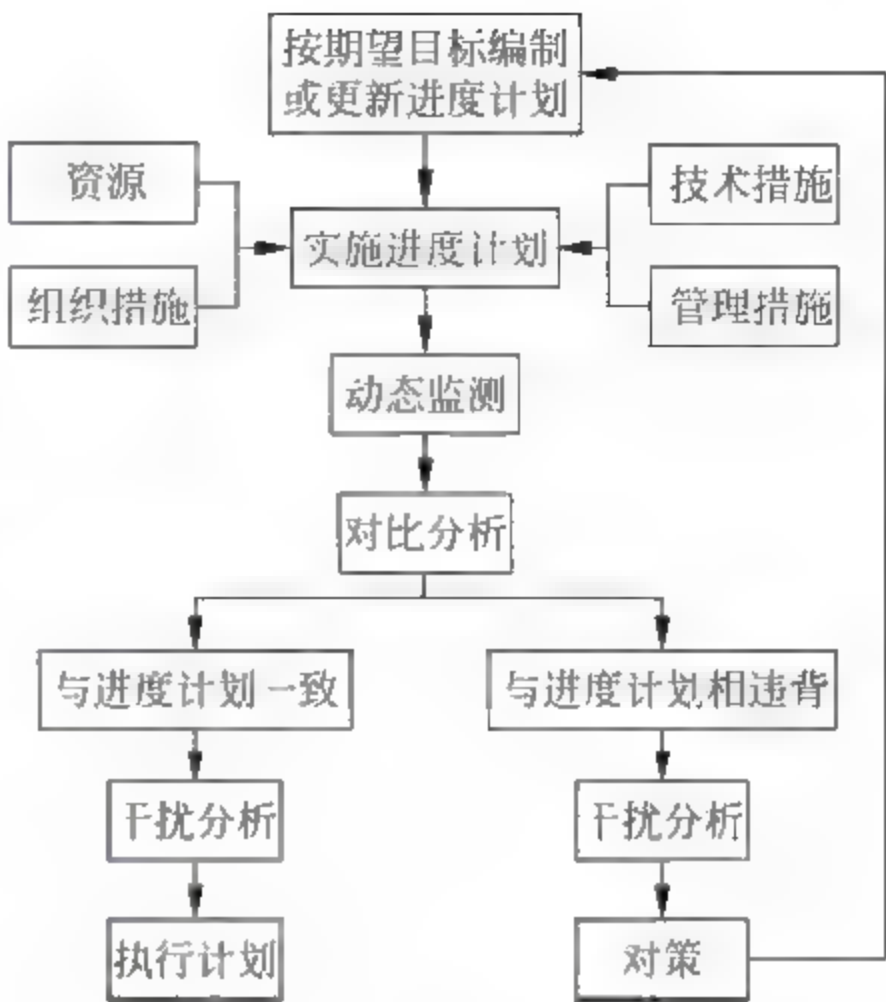 按期望目标编制
或更新进度计划
资源
技术措施
实施进度计划
组织措施
管理措施
动态监测
对比分析
与进度计划一致
与进度计划相违背
干扰分析
干扰分析
执行计划
对策